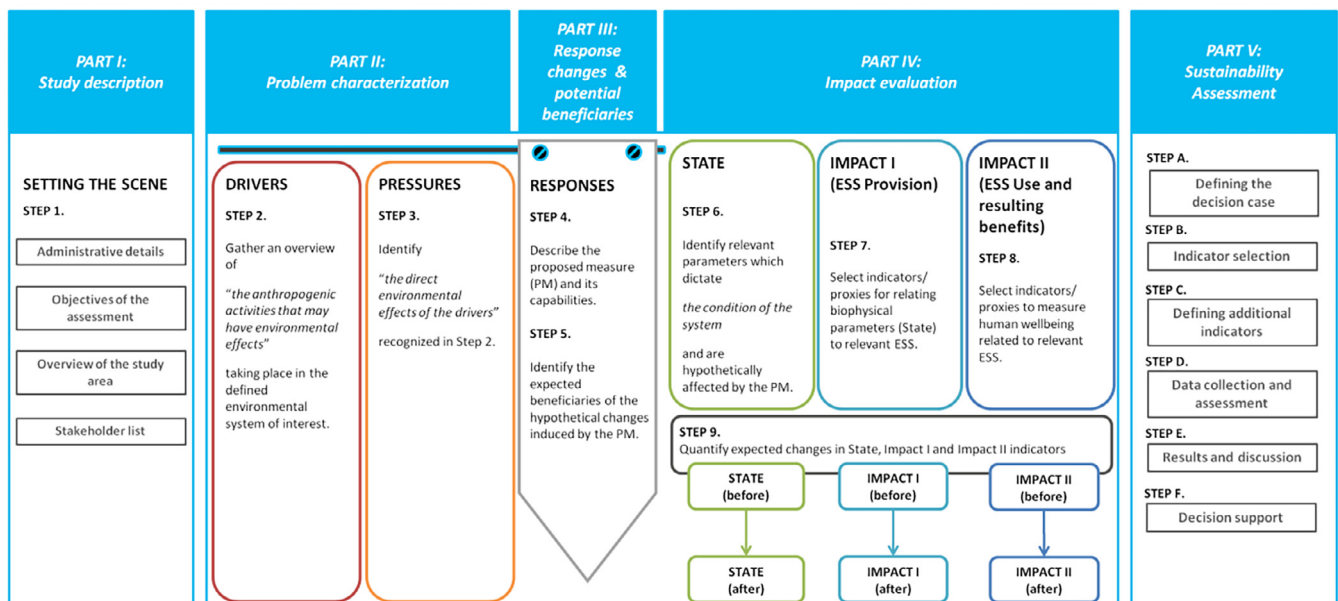 PART I:
Study description
SETTING THE SCENE
STEP 1.
Administrative details
Objectives of the
assessment
Overview of the study
area
Stakeholder list
PART II:
Problem characterization
DRIVERS
STEP 2.
Gather an overview
of
"the anthropogenic
activities that may
have environmental
effects"
taking place in the
defined
environmental
system of interest.
PRESSURES
STEP 3.
Identify
"the direct
environmental
effects of the drivers"
recognized in Step 2.
PART III:
Response
changes &
potential
beneficiaries
RESPONSES
STEP 4.
Describe the
proposed measure
(PM) and its
capabilities.
STEP 5.
Identify the
expected
beneficiaries of the
hypothetical changes
induced by the PM.
PART IV:
Impact evaluation
STATE
STEP 6.
Identify relevant
parameters which
dictate
the condition of the
system
and are
hypothetically
affected by the PM.
IMPACT I
(ESS Provision)
STEP 7.
Select indicators/
proxies for relating
biophysical
parameters (State)
to relevant ESS.
IMPACT II
(ESS Use and
resulting
benefits)
STEP 8.
Select indicators/
proxies to measure
human wellbeing
related to relevant
ESS.
STEP 9.
Quantify expected changes in State, Impact I and Impact II indicators
STATE
(before)
IMPACT I
(before)
IMPACT II
(before)
STATE
(after)
IMPACT I
(after)
IMPACT II
(after)
PART V:
Sustainability
Assessment
STEP A.
Defining the
decision case
STEP B.
Indicator selection
STEP C.
Defining additional
indicators
STEP D.
Data collection and
assessment
STEP E.
Results and discussion
STEP F.
Decision support